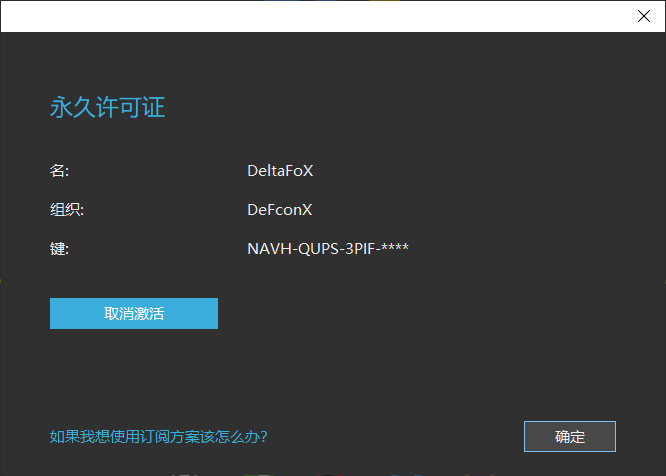 永久许可证
名: DeltaFoX
组织: DeFconX
键: NAVH-QUPS-3PIF-****
取消激活
如果我想使用订阅方案该怎么办?
确定